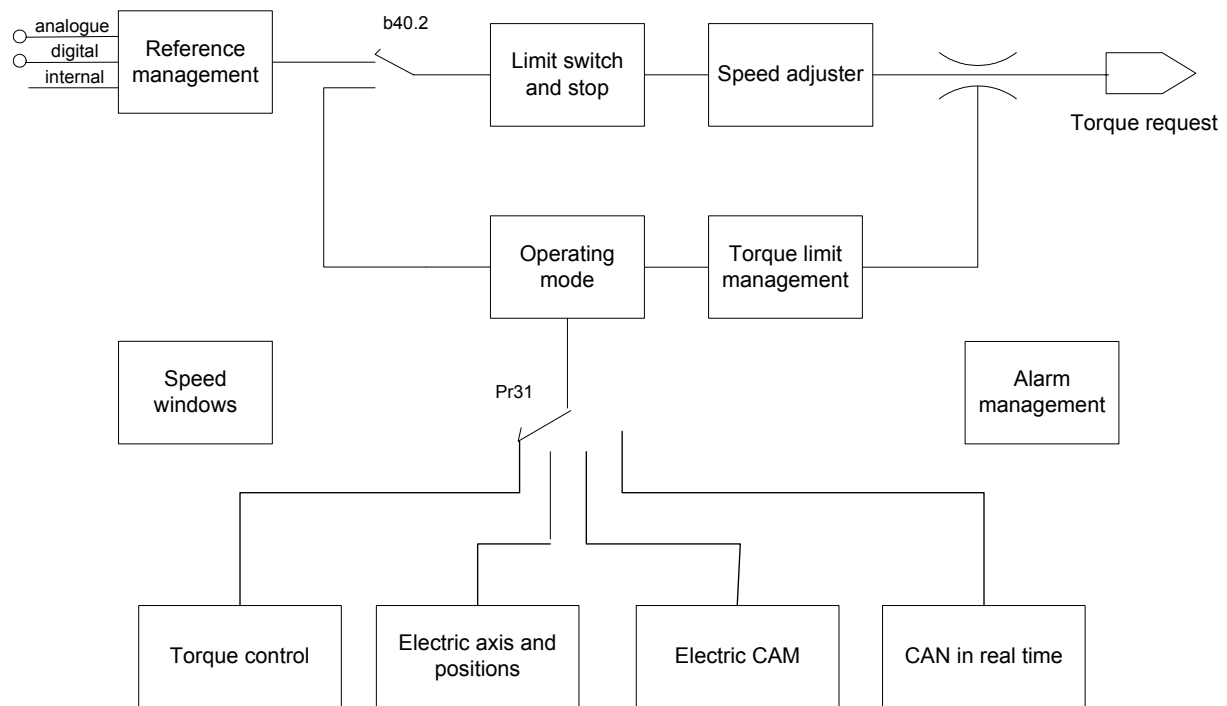 analogue
digital
internal
Reference
management
b40.2
Limit switch
and stop
Speed adjuster
Torque request
Operating
mode
Torque limit
management
Speed
windows
Pr31
Alarm
management
Torque control
Electric axis and
positions
Electric CAM
CAN in real time